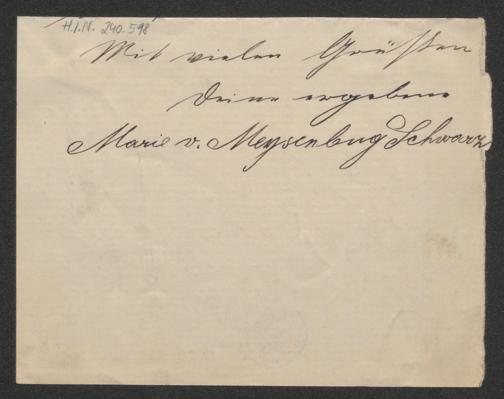 H.I.N. 240.598
Mit vielen Grüßen
Deine ergebene
Marie v. Meysenbug Schwarz